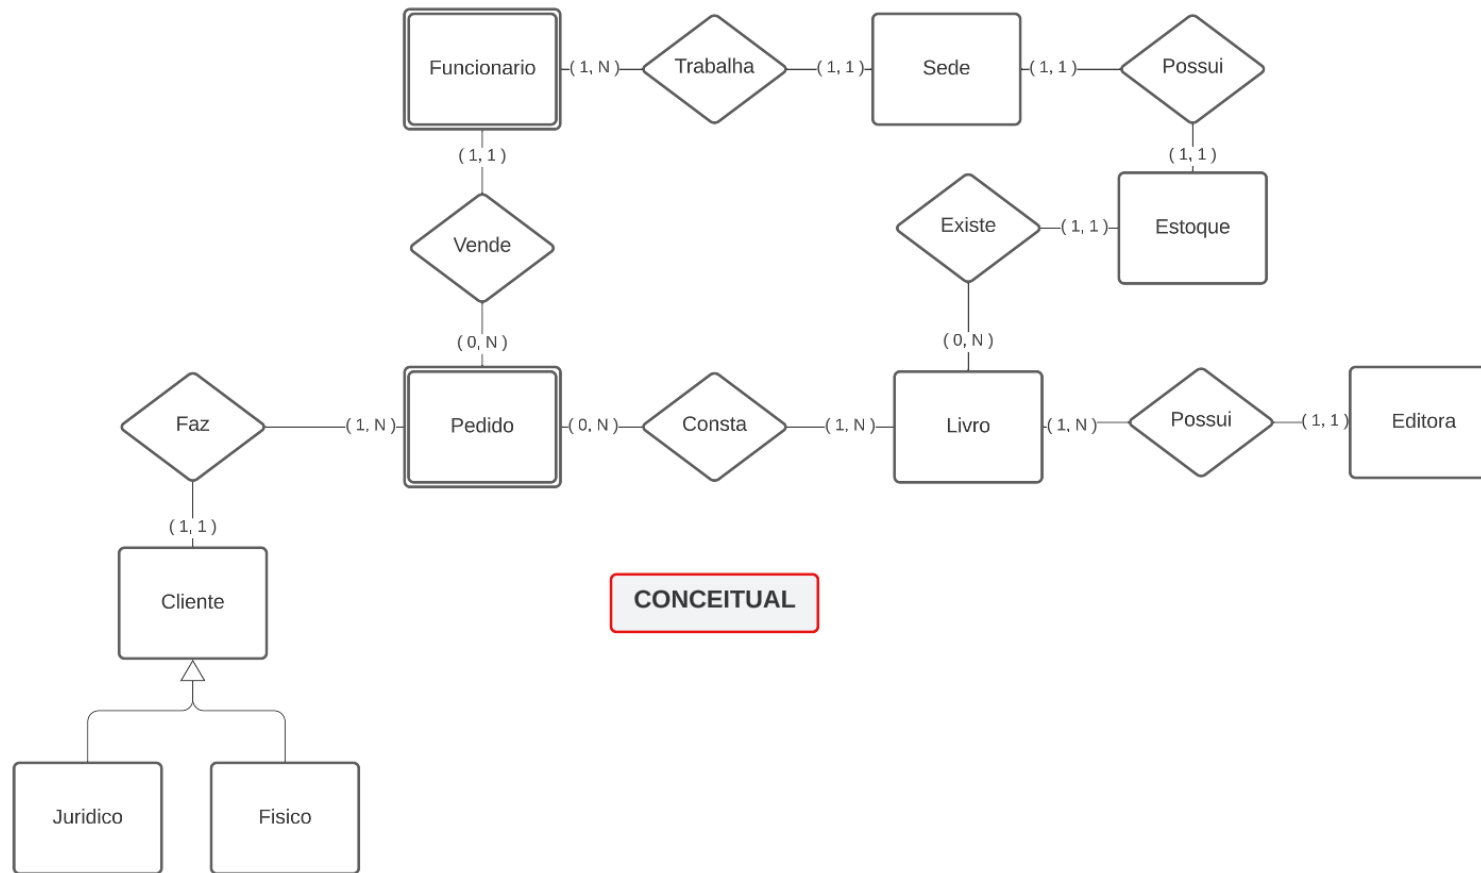 Funcionario
( 1, N )
Trabalha
( 1, 1 )
Sede
( 1, 1 )
Possui
( 1, 1 )
( 1, 1 )
Vende
Existe
( 1, 1 )
Estoque
( 0, N )
( 0, N )
Faz
( 1, N )
Pedido
( 0, N )
Consta
( 1, N )
Livro
( 1, N )
Possui
( 1, 1 )
Editora
( 1, 1 )
Cliente
CONCEITUAL
Juridico
Fisico